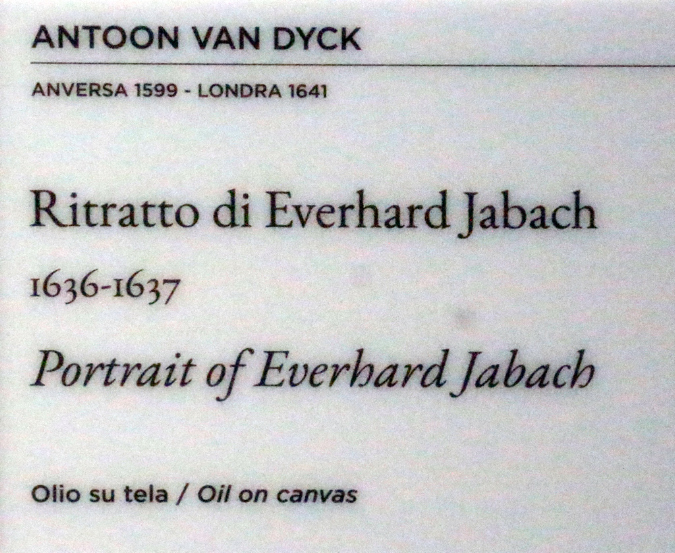 ANTOON VAN DYCK
ANVERSA 1599 - LONDRA 1641
Ritratto di Everhard Jabach
1636-1637
Portrait of Everhard Jabach
Olio su tela / Oil on canvas